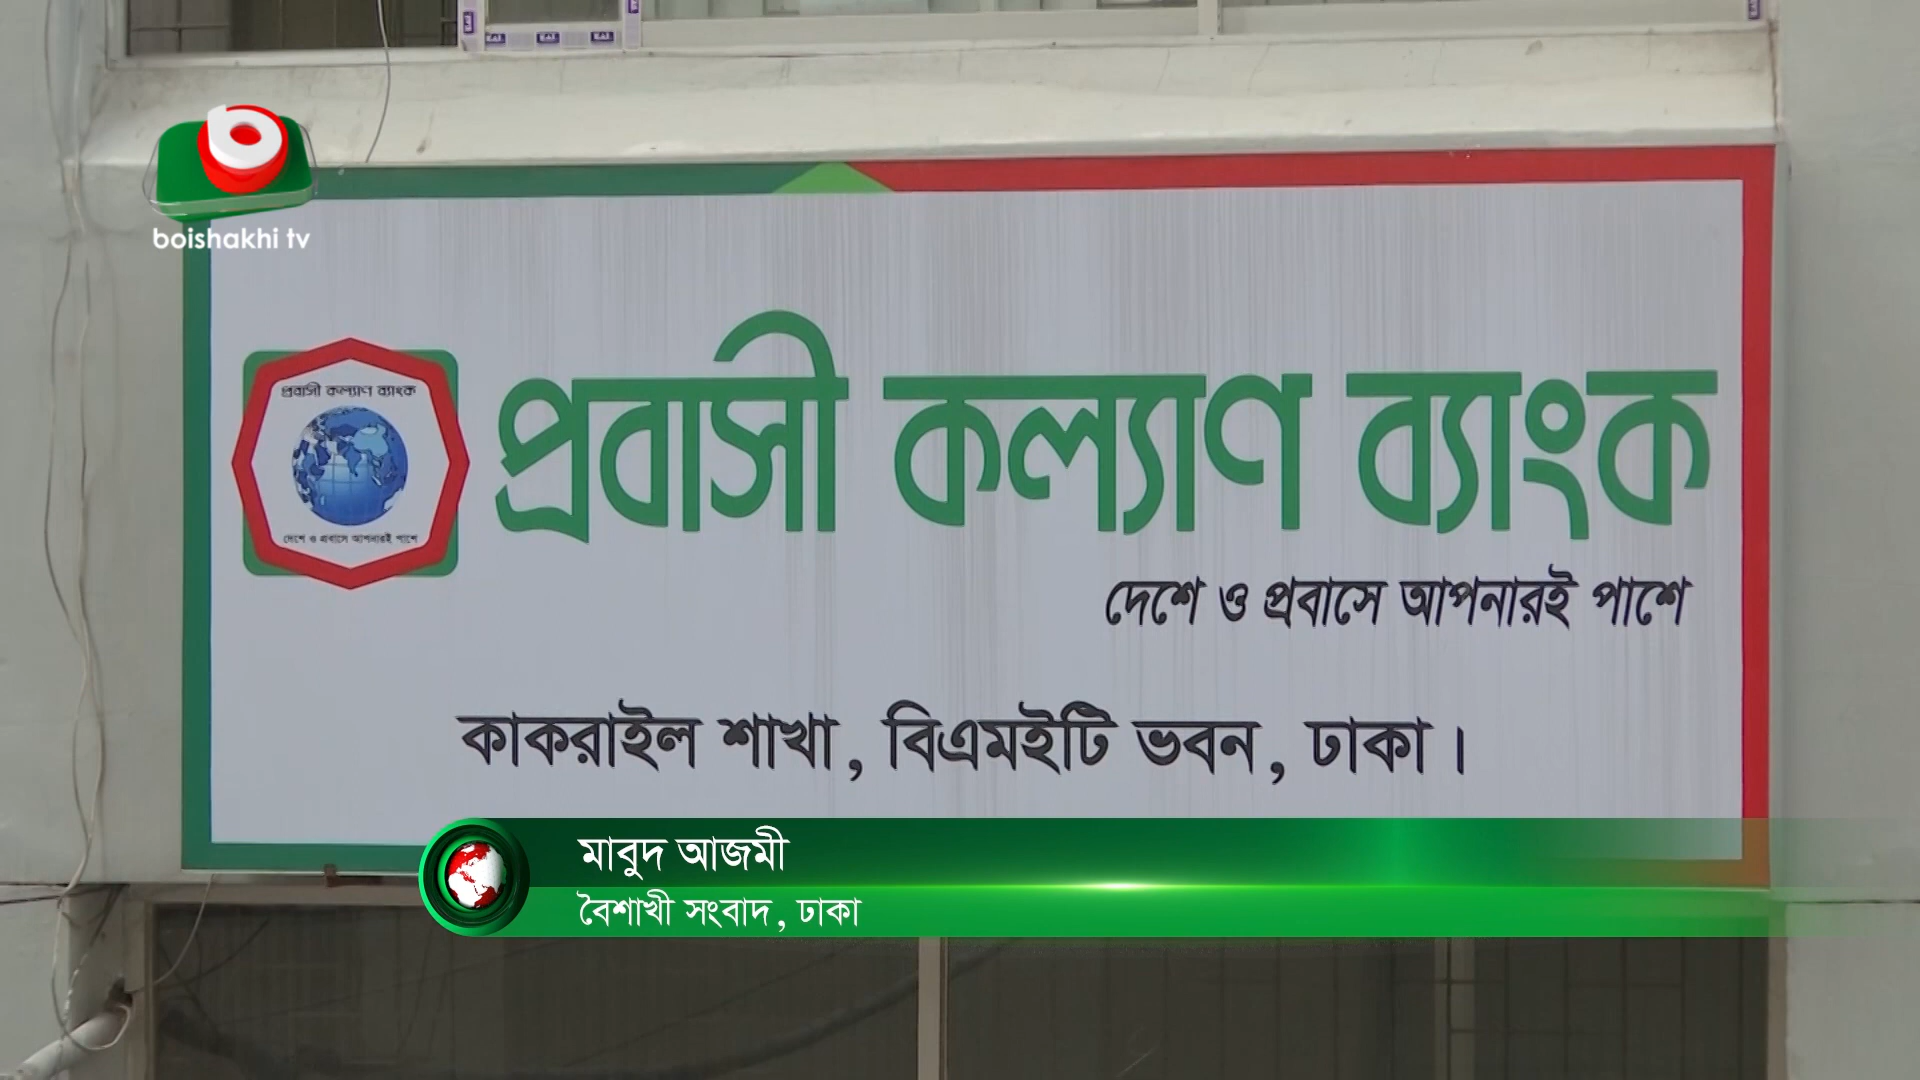 boishakhi tv
প্রবাসী কল্যাণ ব্যাংক
দেশে ও প্রবাসে আপনারই পাশে
প্রবাসী কল্যাণ ব্যাংক
দেশে ও প্রবাসে আপনারই পাশে
কাকরাইল শাখা, বিএমইটি ভবন, ঢাকা।
মাবুদ আজমী
বৈশাখী সংবাদ, ঢাকা